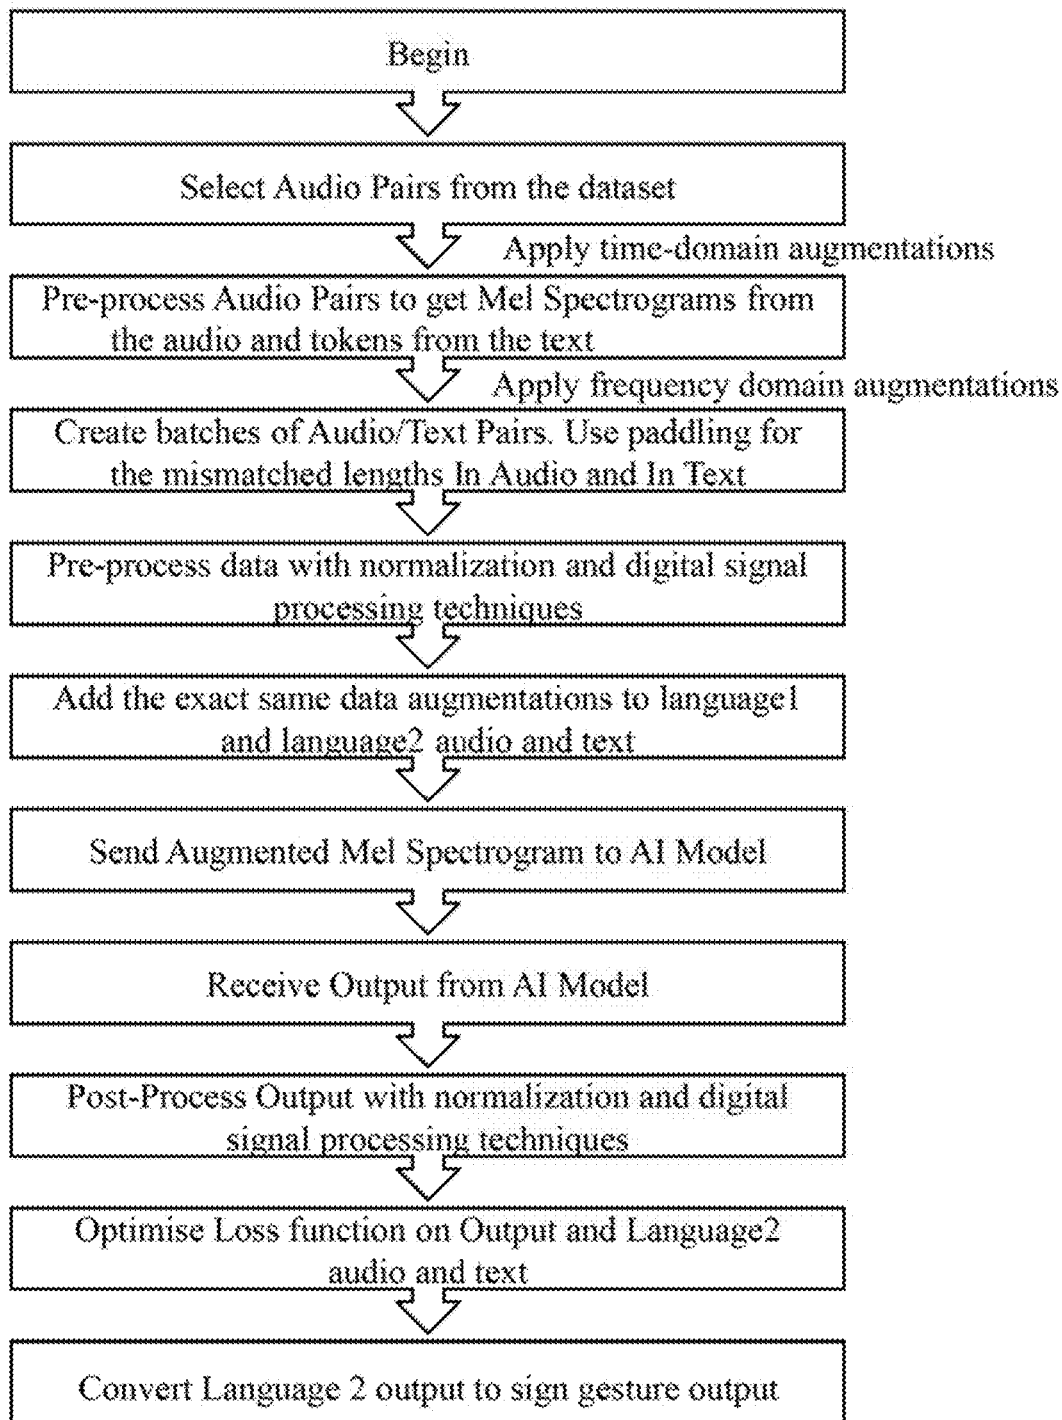 Begin
Select Audio Pairs from the dataset
Apply time-domain augmentations
Pre-process Audio Pairs to get Mel Spectrograms from
the audio and tokens from the text
Apply frequency domain augmentations
Create batches of Audio/Text Pairs. Use paddling for
the mismatched lengths In Audio and In Text
Pre-process data with normalization and digital signal
processing techniques
Add the exact same data augmentations to language1
and language2 audio and text
Send Augmented Mel Spectrogram to AI Model
Receive Output from AI Model
Post-Process Output with normalization and digital
signal processing techniques
Optimise Loss function on Output and Language2
audio and text
Convert Language 2 output to sign gesture output